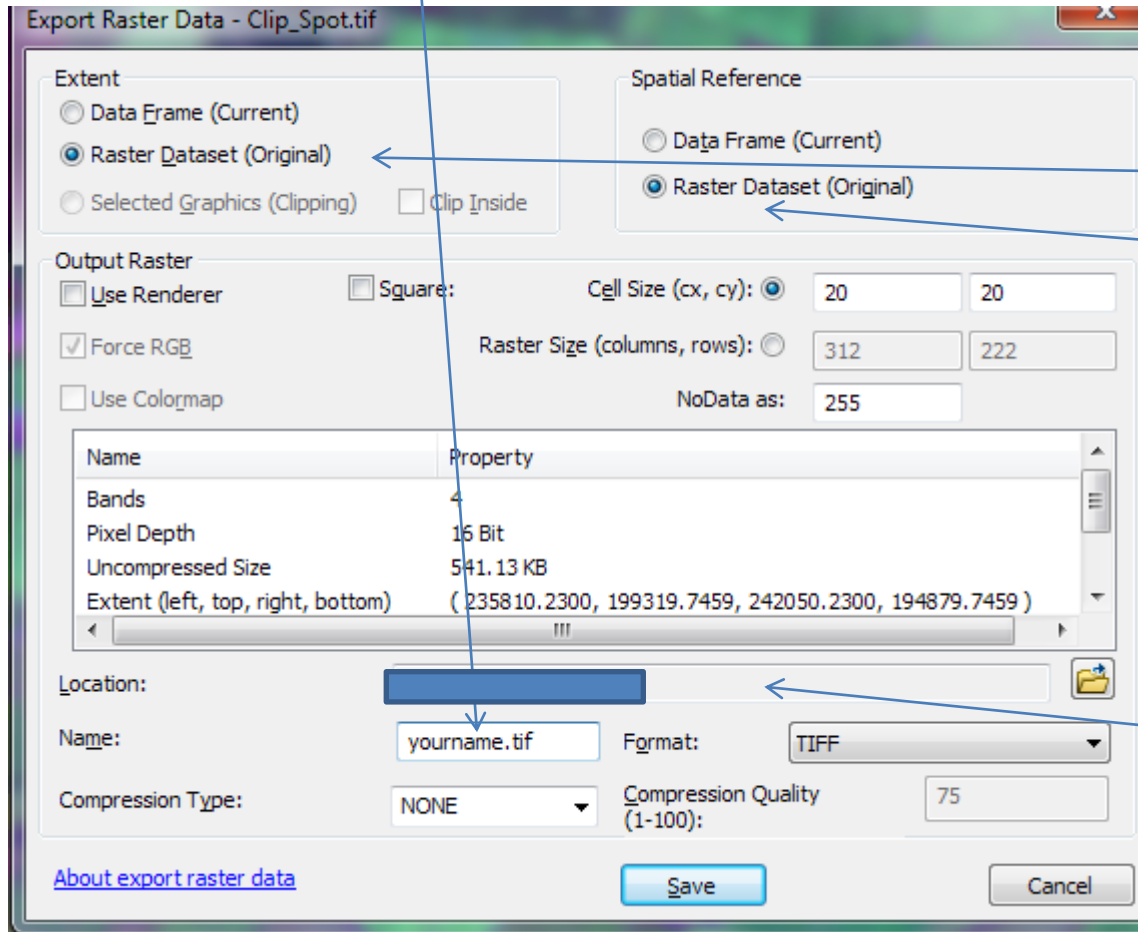 Export Raster Data - Clip_Spot.tif
Extent
Data Frame (Current)
Raster Dataset (Original)
Selected Graphics (Clipping) Clip Inside
Spatial Reference
Data Frame (Current)
Raster Dataset (Original)
Output Raster
Use Renderer Square: Cell Size (cx, cy): 20 20
Force RGB Raster Size (columns, rows): 312 222
Use Colormap NoData as: 255
Name Property
Bands 4
Pixel Depth 16 Bit
Uncompressed Size 541.13 KB
Extent (left, top, right, bottom) ( 235810.2300, 199319.7459, 242050.2300, 194879.7459 )
Location:
Name: yourname.tif Format: TIFF
Compression Type: NONE Compression Quality 75
(1-100):
About export raster data Save Cancel